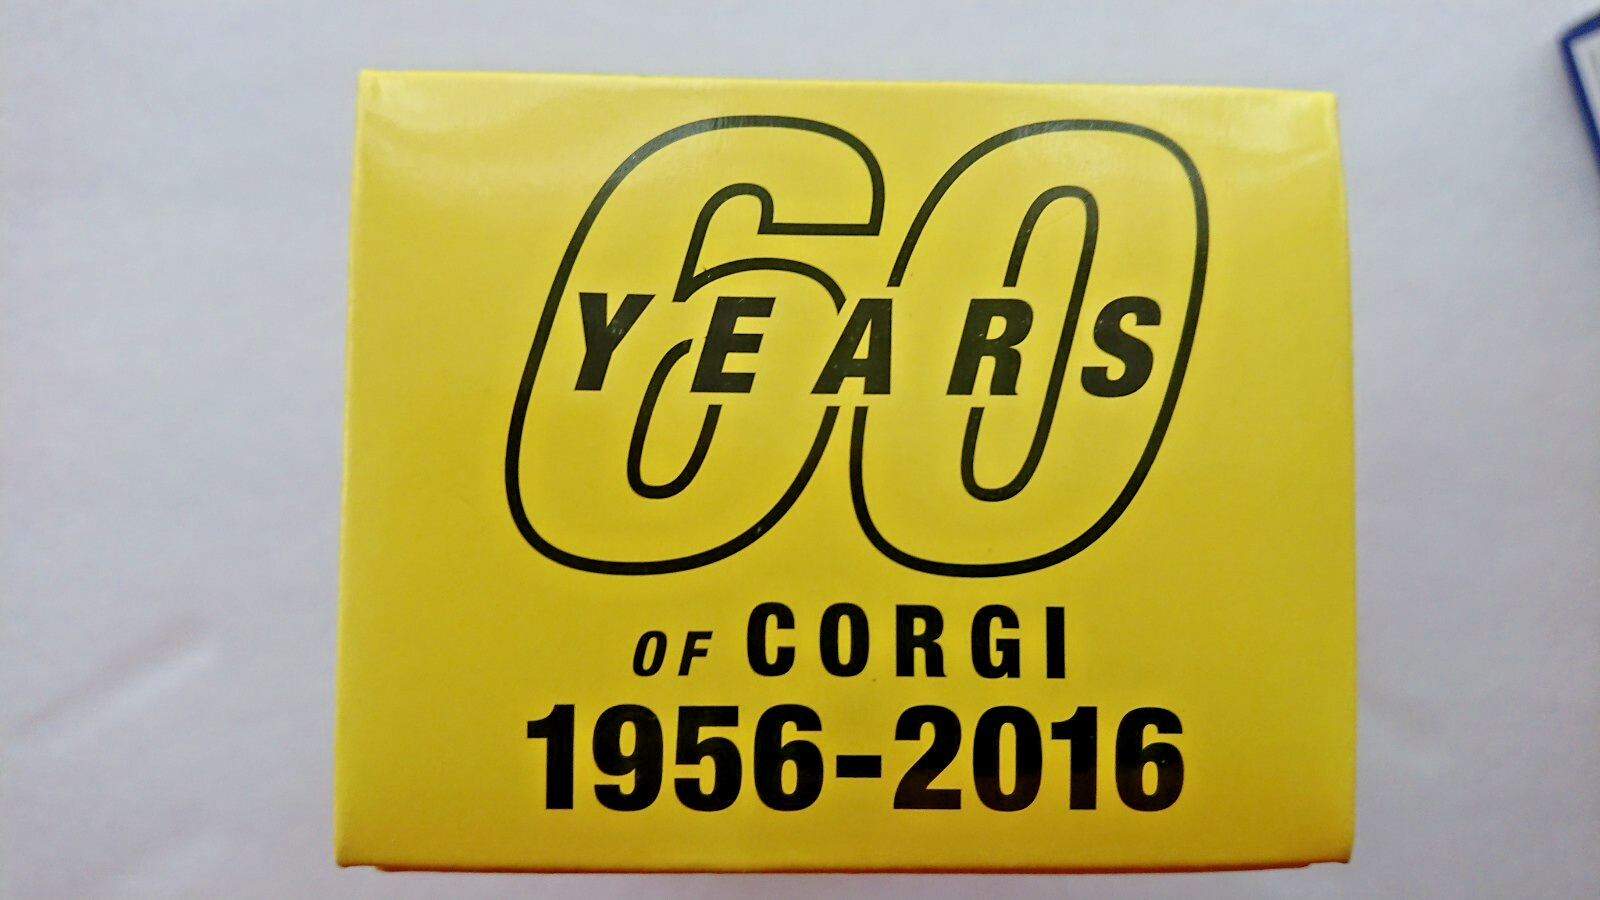 60
YEARS
OF CORGI
1956-2016